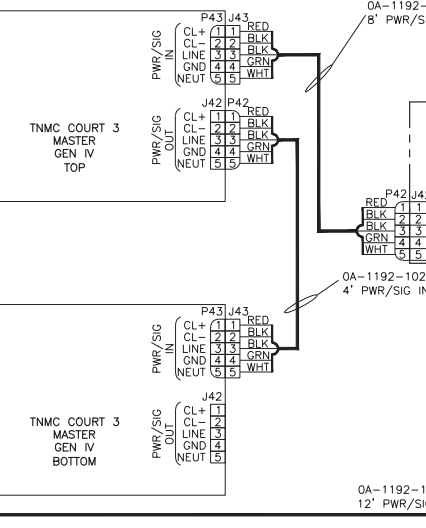 0A-1192-
8' PWR/S
P43 J43
PWR/SIG
IN
CL+ 1 1 RED
CL- 2 2 BLK
LINE 3 3 BLK
GND 4 4 GRN
NEUT 5 5 WHT
TNMC COURT 3
MASTER
GEN IV
TOP
J42 P42
PWR/SIG
OUT
CL+ 1 1 RED
CL- 2 2 BLK
LINE 3 3 BLK
GND 4 4 GRN
NEUT 5 5 WHT
P42 J42
RED 1 1
BLK 2 2
BLK 3 3
GRN 4 4
WHT 5 5
0A-1192-102
4' PWR/SIG IN
P43 J43
PWR/SIG
IN
CL+ 1 1 RED
CL- 2 2 BLK
LINE 3 3 BLK
GND 4 4 GRN
NEUT 5 5 WHT
TNMC COURT 3
MASTER
GEN IV
BOTTOM
J42
PWR/SIG
OUT
CL+ 1
CL- 2
LINE 3
GND 4
NEUT 5
0A-1192-1
12' PWR/SI